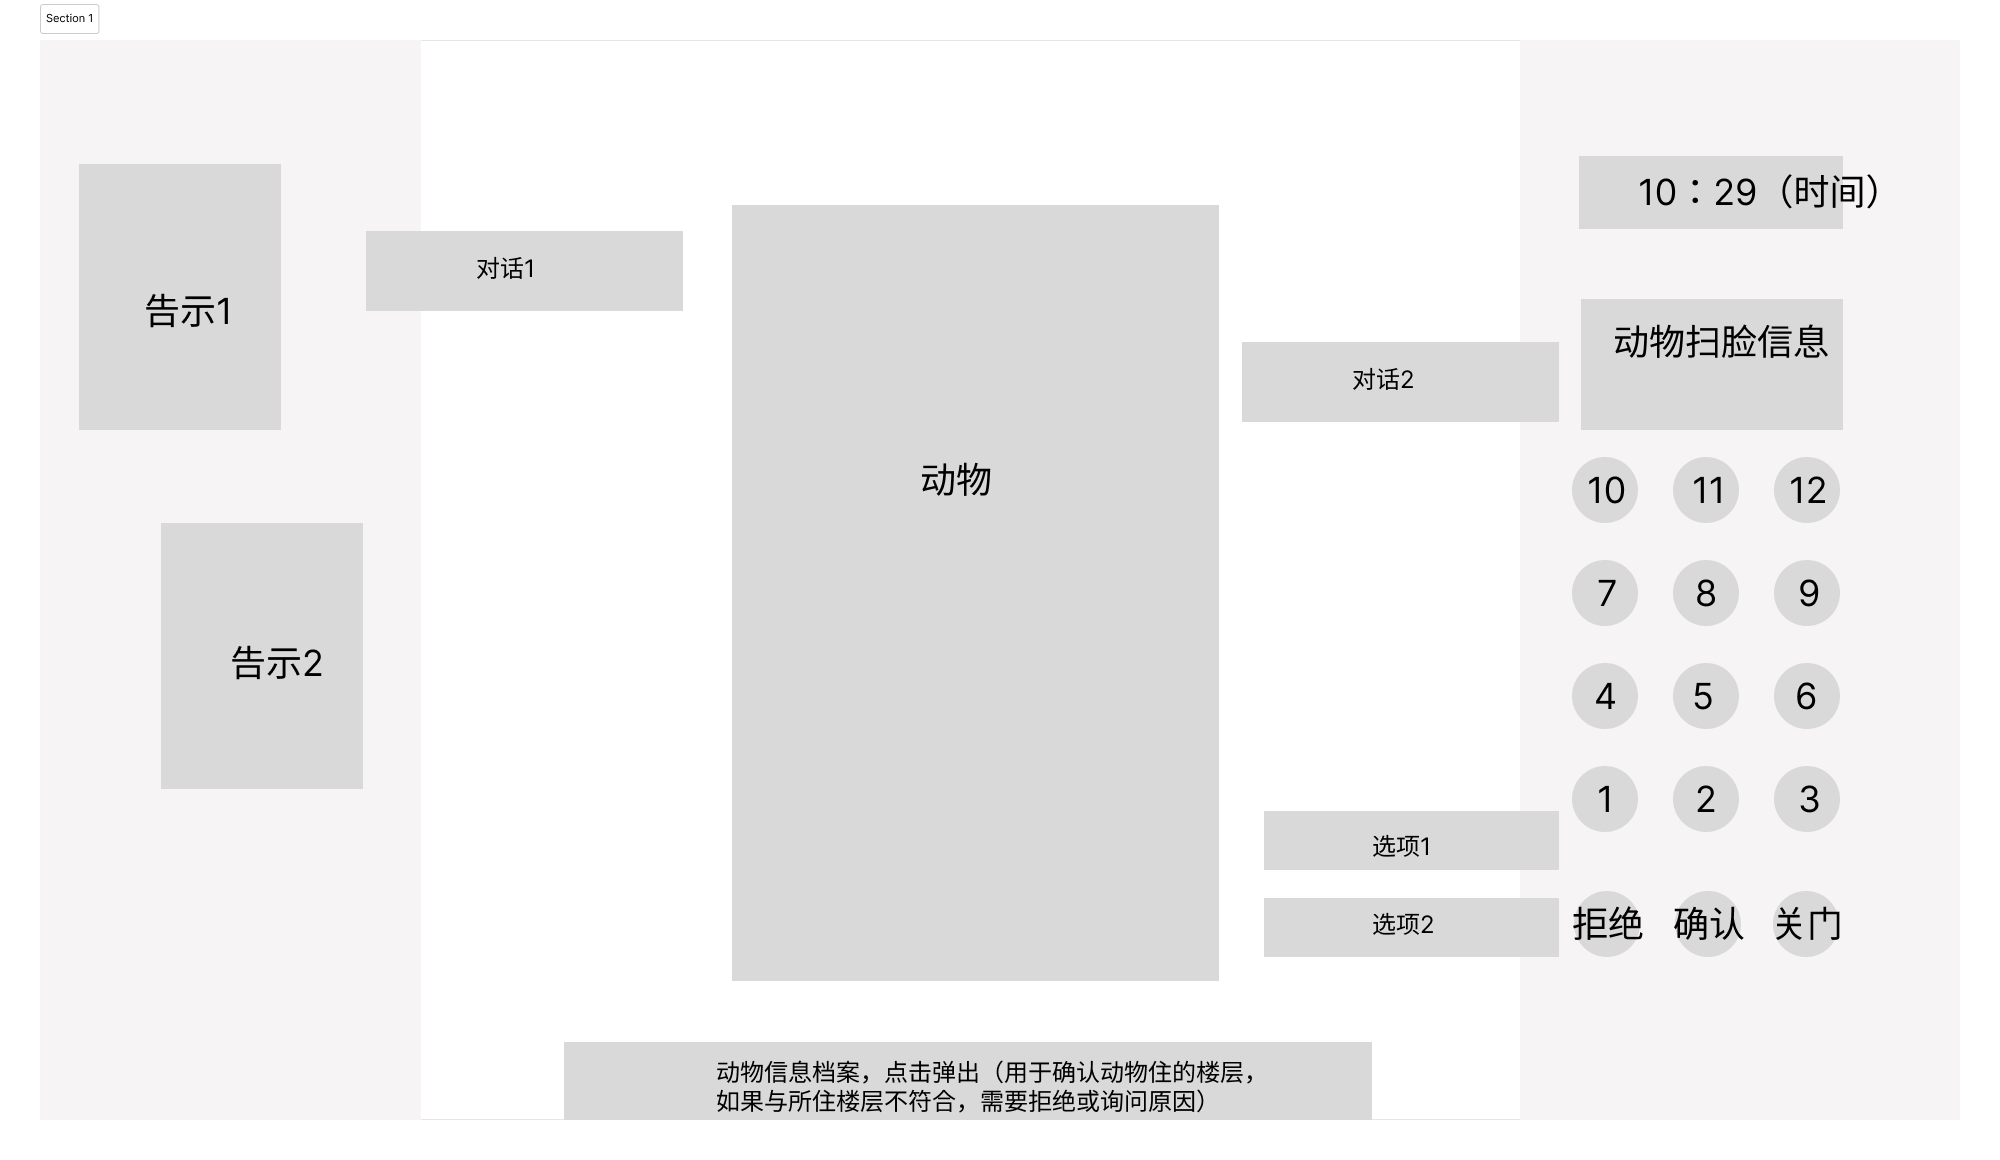 Section 1
告示1
告示2
对话1
动物
对话2
选项1
选项2
动物信息档案，点击弹出（用于确认动物住的楼层，
如果与所住楼层不符合，需要拒绝或询问原因）
10：29（时间）
动物扫脸信息
10 11 12
7 8 9
4 5 6
1 2 3
拒绝 确认 关门